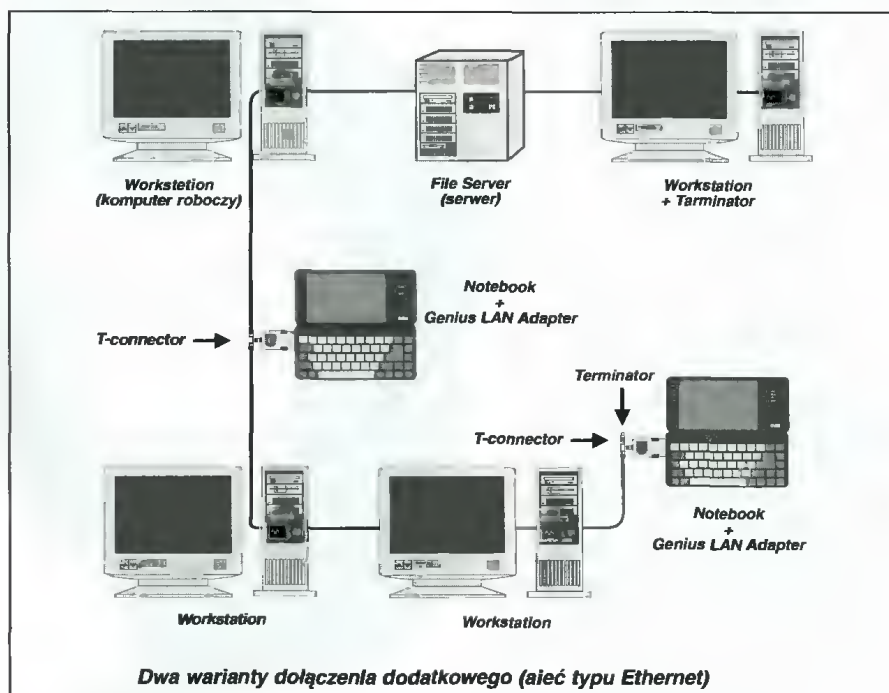 Workstetion
(komputer roboczy)
File Server
(serwer)
Workstation
+ Tarminator
Notebook
+
Genius LAN Adapter
T-connector
Terminator
T-connector
Notebook
+
Genius LAN Adapter
Workstation
Workstation
Dwa warianty dołączenla dodatkowego (aieć typu Ethernet)